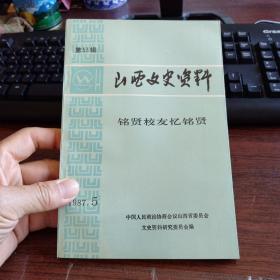 第53辑
山西文史资料
铭贤校友忆铭贤
1987.5
中国人民政治协商会议山西省委员会
文史资料研究委员会编